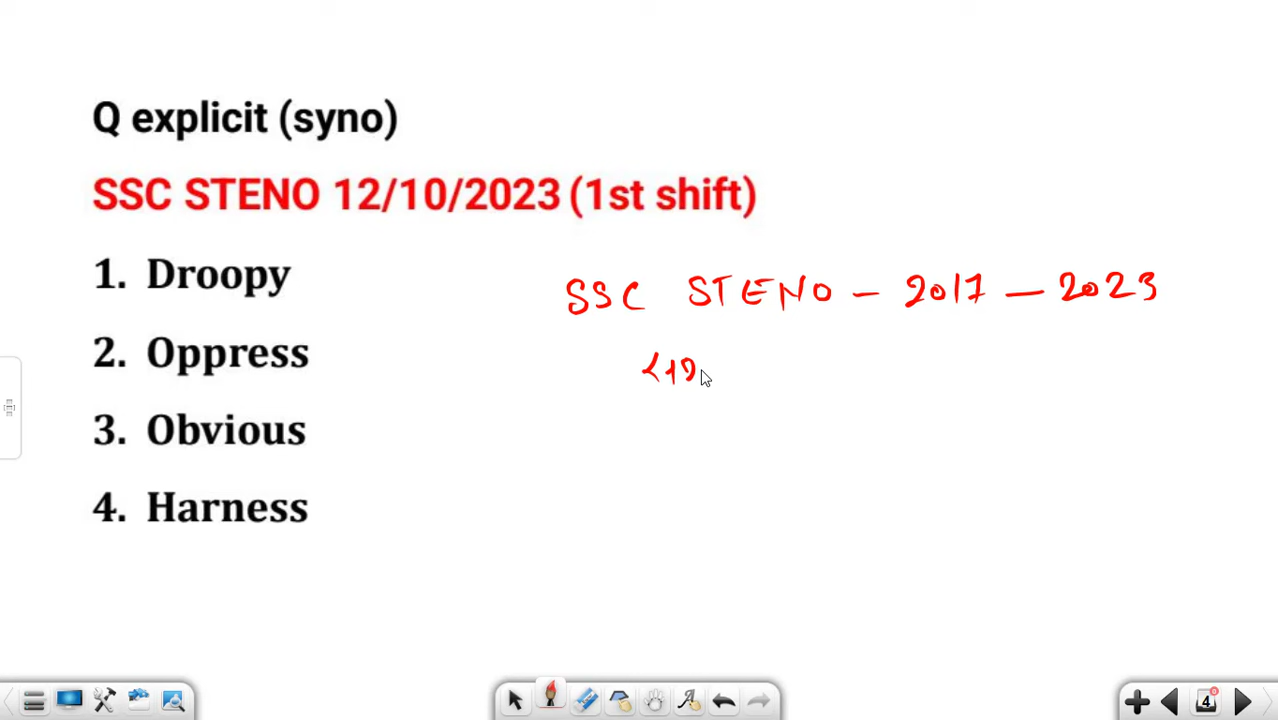 Q explicit (syno)
SSC STENO 12/10/2023 (1st shift)
1. Droopy
2. Oppress
3. Obvious
4. Harness
SSC STENO - 2017 - 2023
4